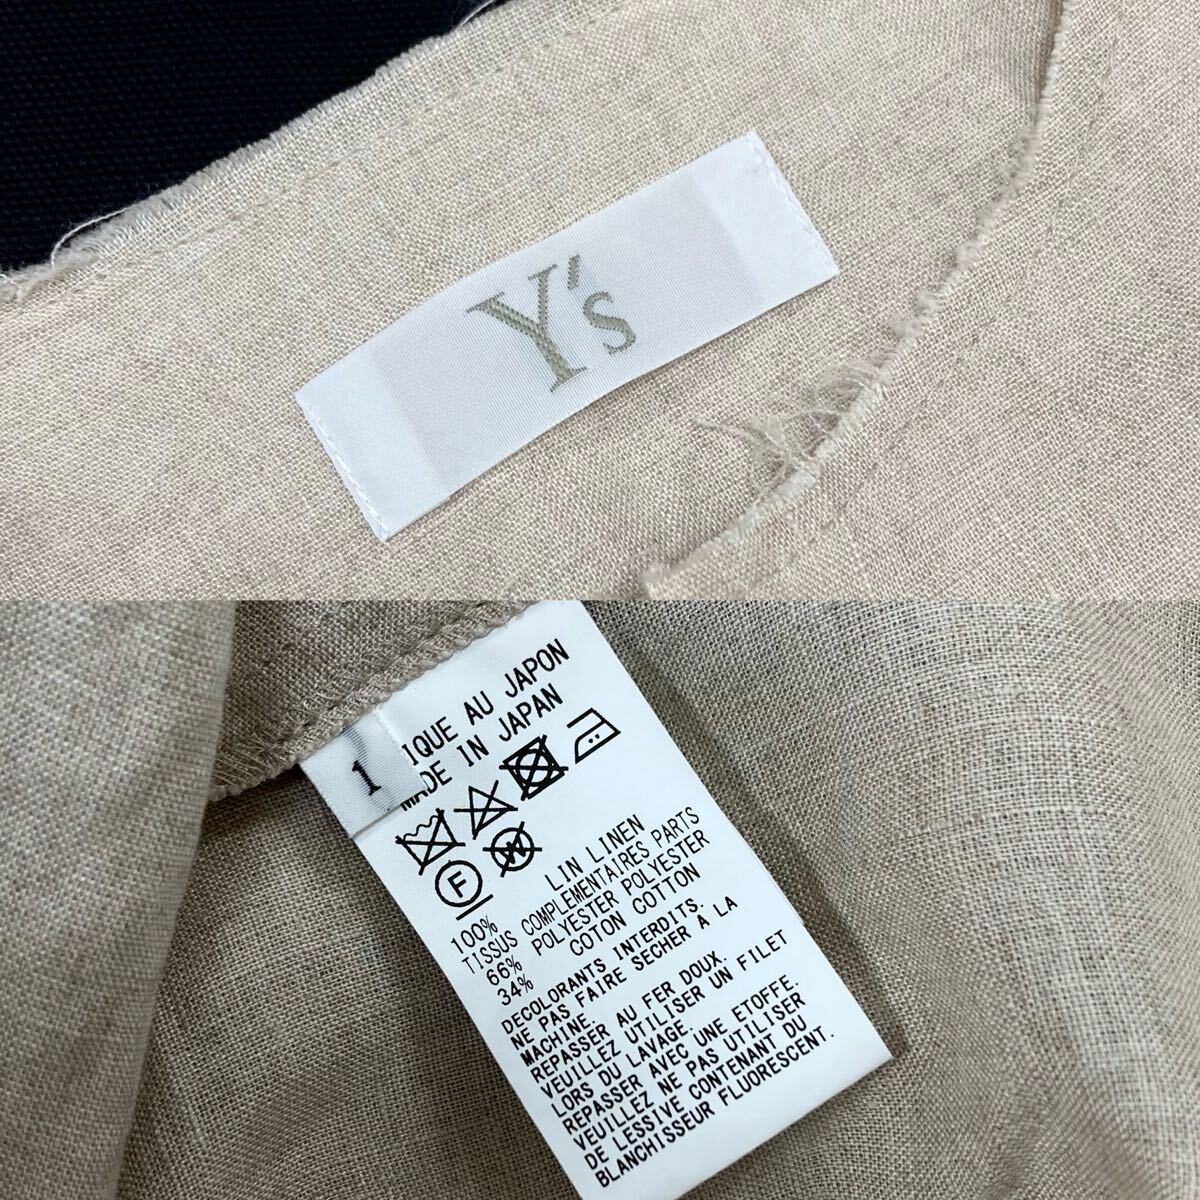 Y's
IQUE AU JAPON
MADE IN JAPAN
1
F
W
100% LIN LINEN
TISSUS COMPLEMENTAIRES PARTS
66% POLYESTER POLYESTER
34% COTON COTTON
DECOLORANTS INTERDITS.
NE PAS FAIRE SECHER À LA
MACHINE.
REPASSER AU FER DOUX.
VEUILLEZ UTILISER UN FILET
LORS DU LAVAGE.
REPASSER AVEC UNE ETOFFE.
VEUILLEZ NE PAS UTILISER
DE LESSIVE CONTENANT DU
BLANCHISSEUR FLUORESCENT.